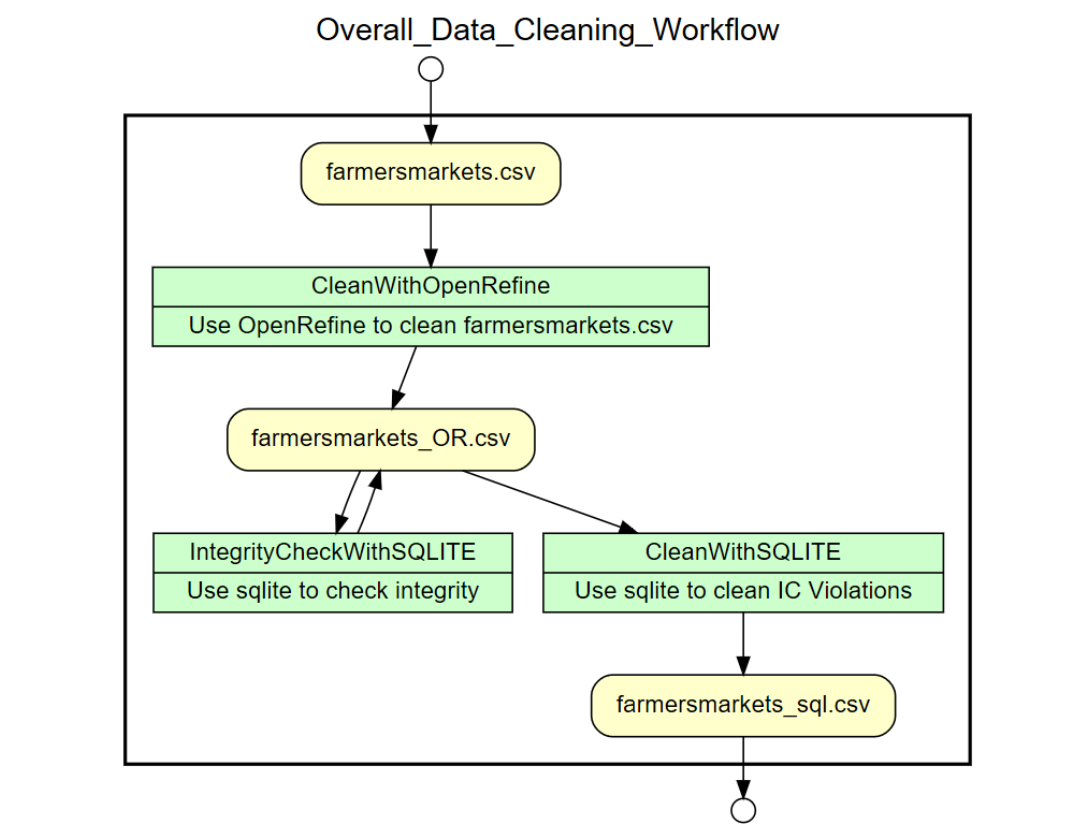 Overall_Data_Cleaning_Workflow
farmersmarkets.csv
CleanWithOpenRefine
Use OpenRefine to clean farmersmarkets.csv
farmersmarkets_OR.csv
IntegrityCheckWithSQLITE
Use sqlite to check integrity
CleanWithSQLITE
Use sqlite to clean IC Violations
farmersmarkets_sql.csv